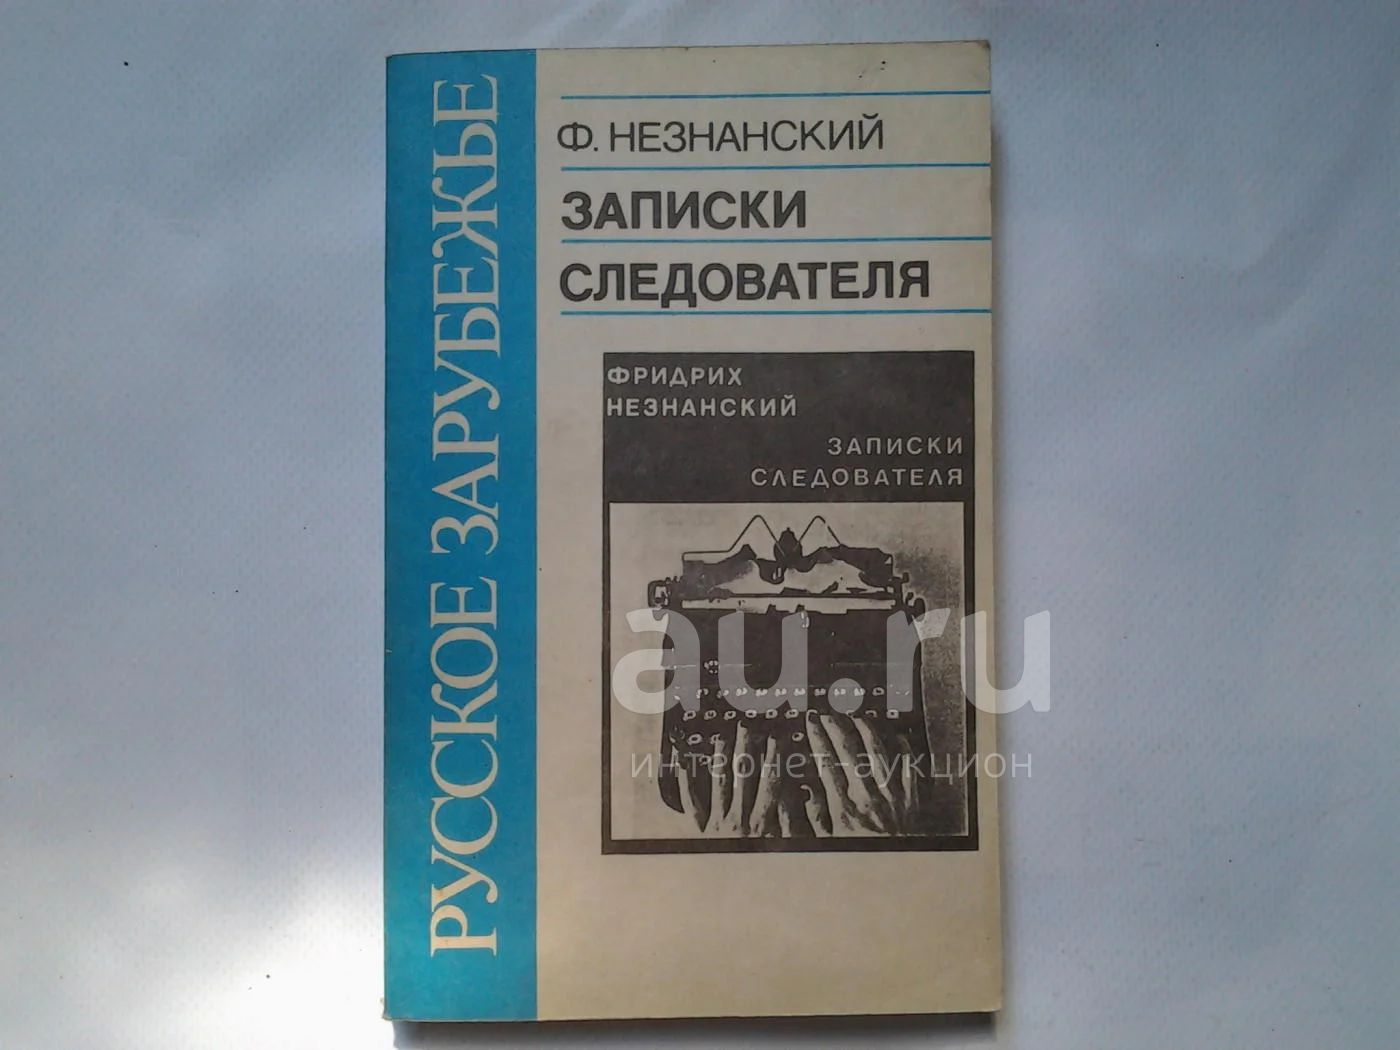 РУССКОЕ ЗАРУБЕЖЬЕ
Ф. НЕЗНАНСКИЙ
ЗАПИСКИ
СЛЕДОВАТЕЛЯ
ФРИДРИХ
НЕЗНАНСКИЙ
ЗАПИСКИ
СЛЕДОВАТЕЛЯ
au.ru
интернет-аукцион